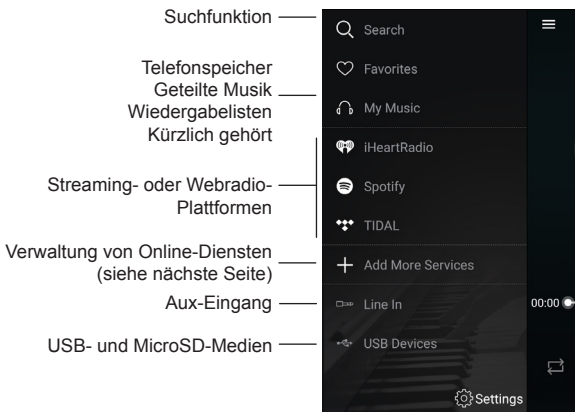 Suchfunktion
Telefonspeicher
Geteilte Musik
Wiedergabelisten
Kürzlich gehört
Streaming- oder Webradio-
Plattformen
Verwaltung von Online-Diensten
(siehe nächste Seite)
Aux-Eingang
USB- und MicroSD-Medien
Search
Favorites
My Music
iHeartRadio
Spotify
TIDAL
Add More Services
Line In
USB Devices
Settings
00:00